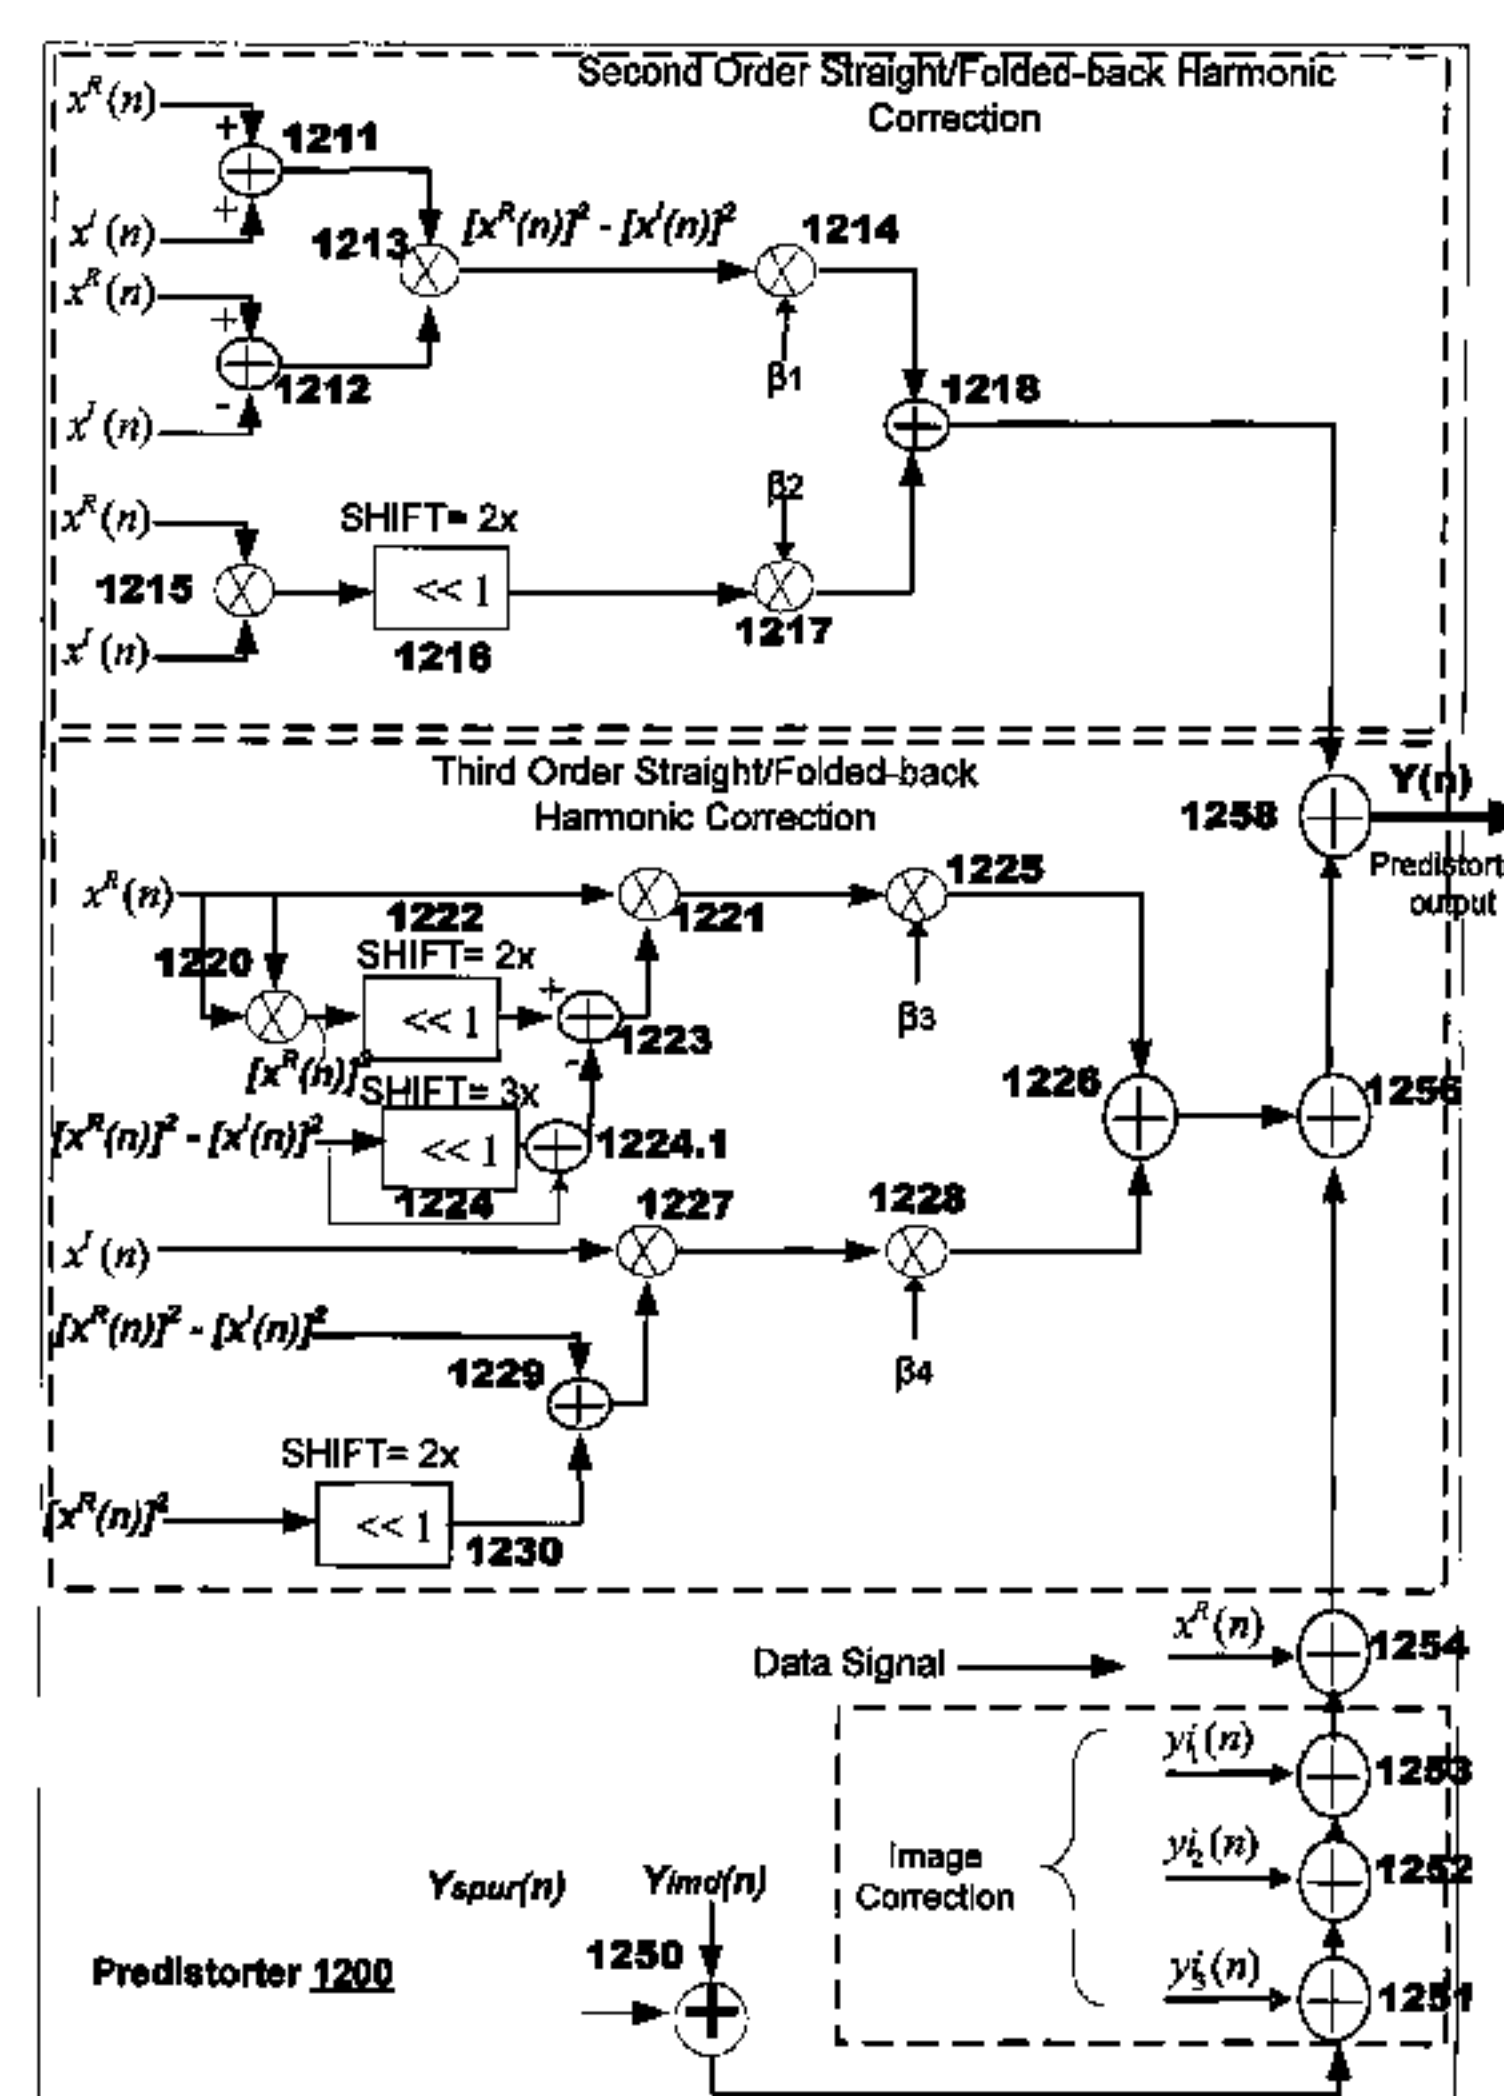 Second Order Straight/Folded-back Harmonic
Correction
x^R(n)
+
1211
+
x^I(n)
1213
[x^R(n)]^2 - [x^I(n)]^2
1214
x^R(n)
+
1212
-
x^I(n)
β1
1218
β2
x^R(n)
SHIFT= 2x
1215
<< 1
x^I(n)
1216
1217
Third Order Straight/Folded-back
Harmonic Correction
Y(n)
1258
Predistort
output
x^R(n)
1222
1221
1225
1220
SHIFT= 2x
<< 1
+
1223
-
β3
[x^R(n)]^2
SHIFT= 3x
1226
1256
[x^R(n)]^2 - [x^I(n)]^2
<< 1
1224.1
1224
1227
1228
x^I(n)
[x^R(n)]^2 - [x^I(n)]^2
1229
β4
SHIFT= 2x
[x^R(n)]^2
<< 1
1230
x^R(n)
Data Signal
1254
yi_1(n)
1253
Image
Correction
yi_2(n)
1252
Yspur(n)
Yimd(n)
1250
yi_3(n)
1251
Predistorter 1200